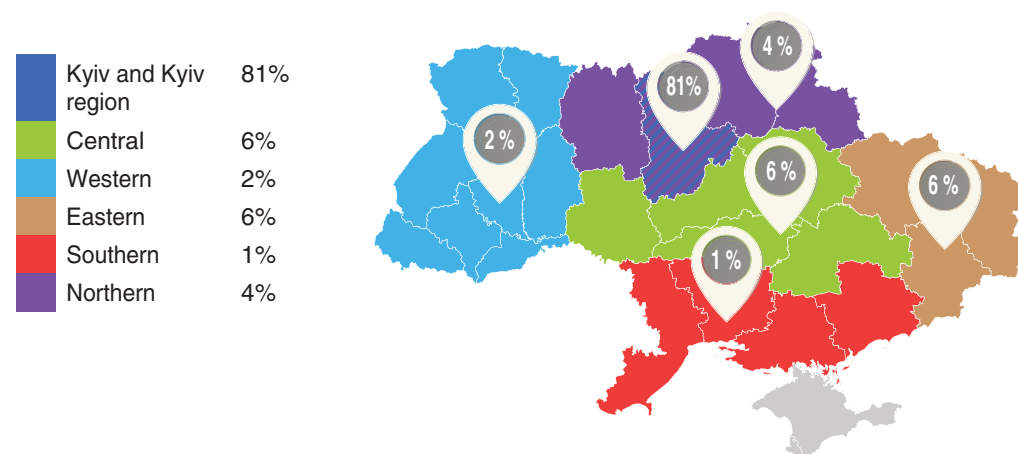 Kyiv and Kyiv 81%
region
Central 6%
Western 2%
Eastern 6%
Southern 1%
Northern 4%
4 %
81%
2 %
6 %
6 %
1 %